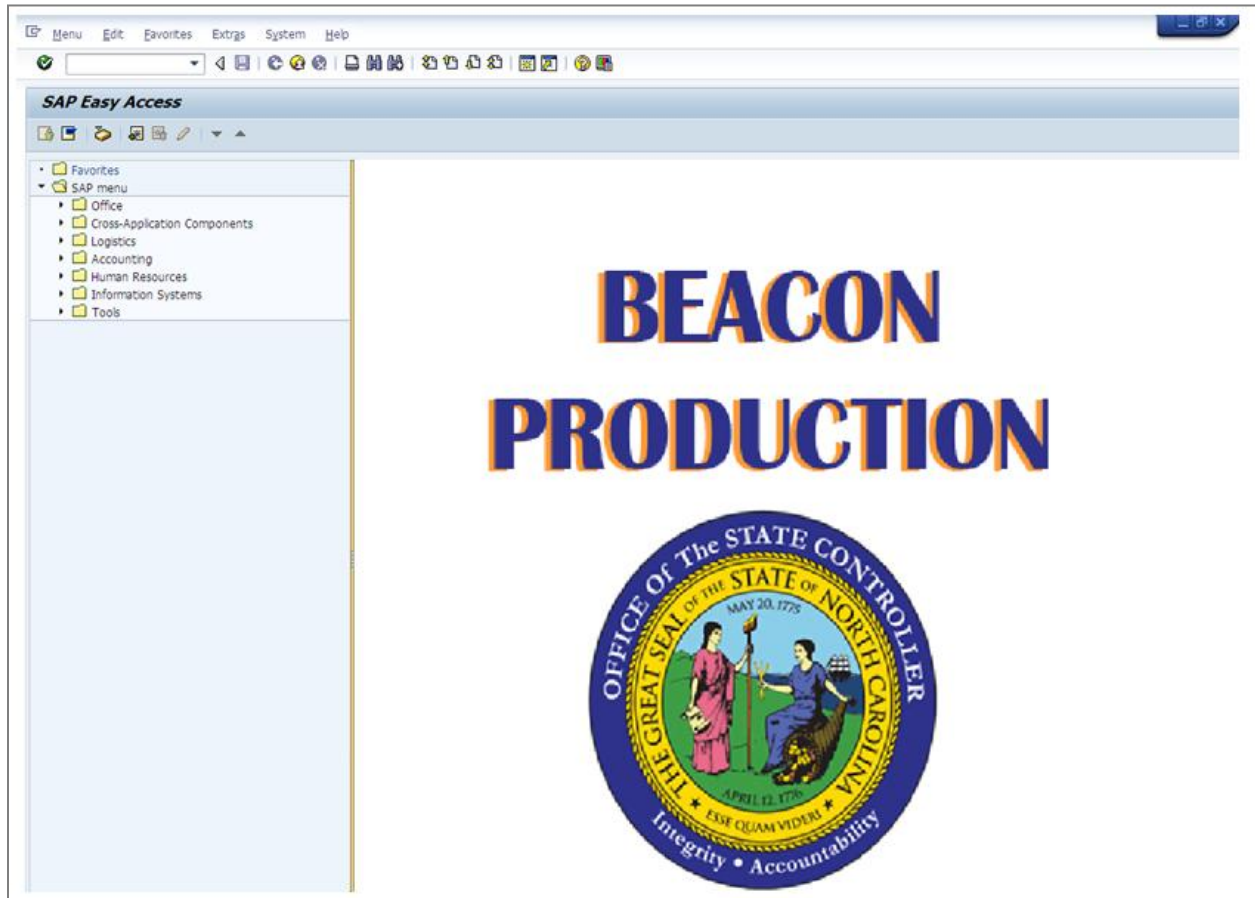 Menu Edit Favorites Extras System Help
SAP Easy Access
Favorites
SAP menu
Office
Cross-Application Components
Logistics
Accounting
Human Resources
Information Systems
Tools
BEACON
PRODUCTION
OFFICE Of The STATE CONTROLLER
THE GREAT SEAL OF THE STATE OF NORTH CAROLINA
MAY 20, 1775
APRIL 12, 1776
★ ESSE QUAM VIDERI ★
Integrity • Accountability